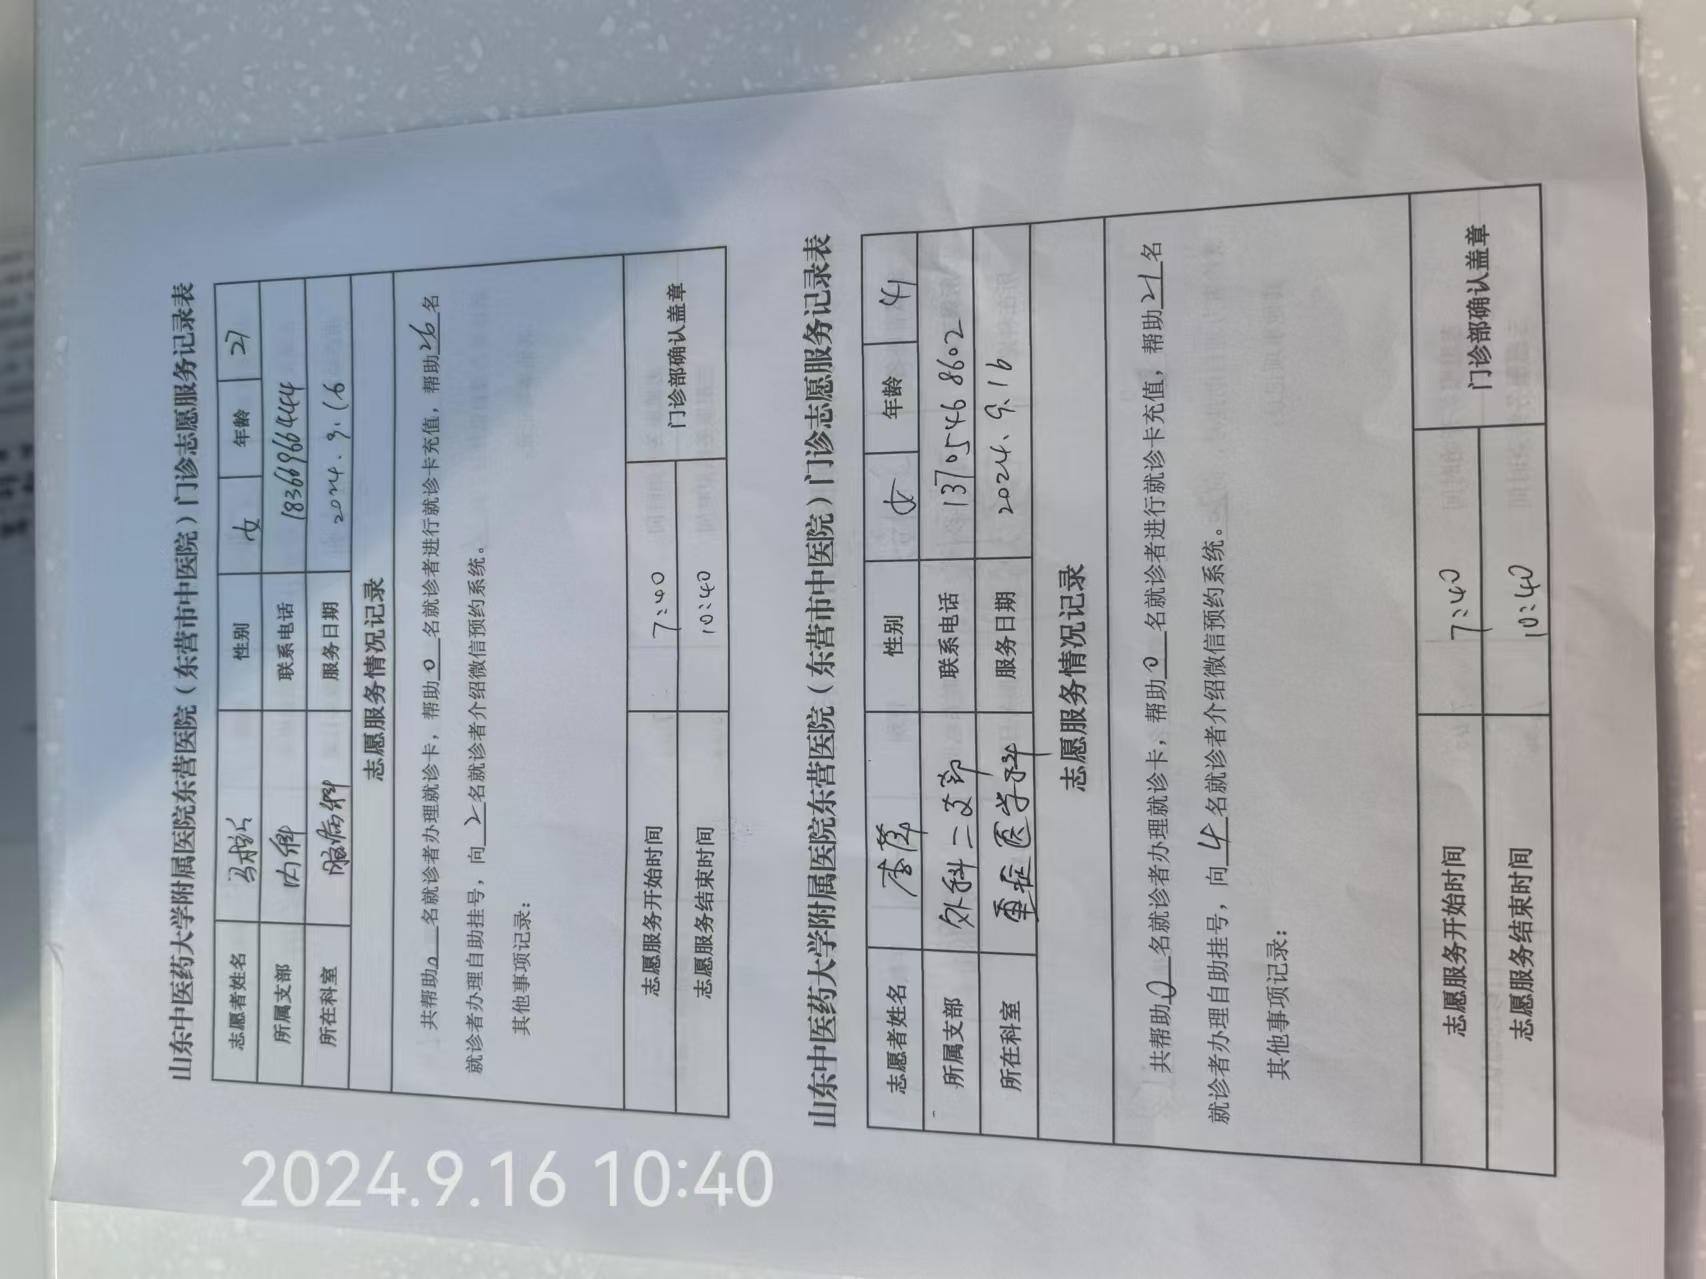 山东中医药大学附属医院东营医院（东营市中医院）门诊志愿服务记录表
志愿者姓名 性别 女 年龄 27
所属支部 内科 联系电话 18366966444
所在科室 脑病科 服务日期 2024.9.16
志愿服务情况记录
共帮助 0 名就诊者办理就诊卡，帮助 0 名就诊者进行就诊卡充值，帮助 26 名
就诊者办理自助挂号，向 2 名就诊者介绍微信预约系统。
其他事项记录：
志愿服务开始时间 7:40 门诊部确认盖章
志愿服务结束时间 10:40
山东中医药大学附属医院东营医院（东营市中医院）门诊志愿服务记录表
志愿者姓名 李萍 性别 女 年龄 41
所属支部 外科二支部 联系电话 13705468602
所在科室 重症医学科 服务日期 2024.9.16
志愿服务情况记录
共帮助 0 名就诊者办理就诊卡，帮助 0 名就诊者进行就诊卡充值，帮助 21 名
就诊者办理自助挂号，向 4 名就诊者介绍微信预约系统。
其他事项记录：
志愿服务开始时间 7:40 门诊部确认盖章
志愿服务结束时间 10:40
2024.9.16 10:40